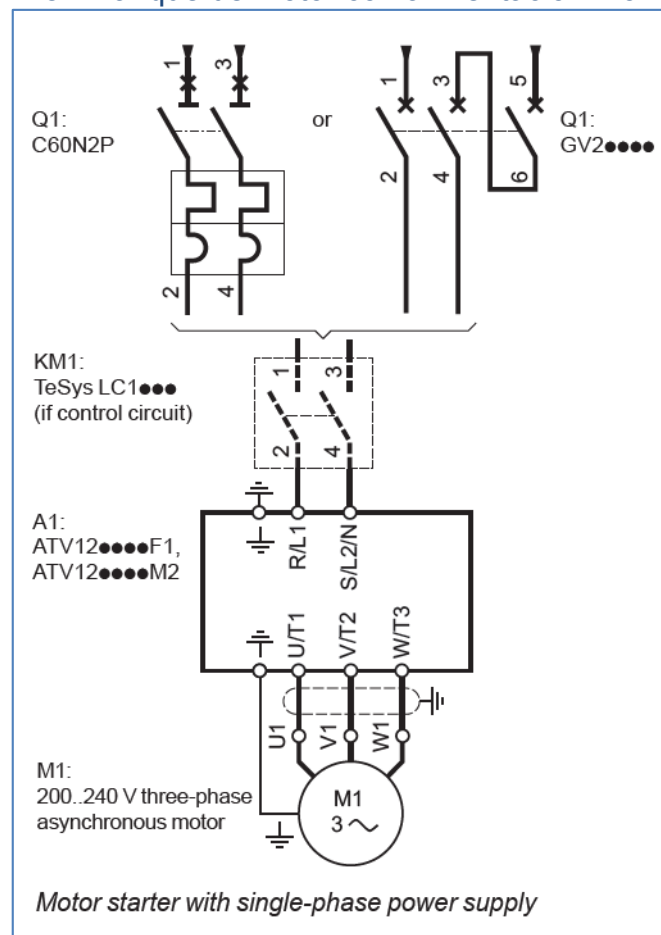 1
3
1
3
5
Q1:
C60N2P
or
Q1:
GV2●●●●
2
4
6
2
4
KM1:
TeSys LC1●●●
(if control circuit)
1
3
2
4
A1:
ATV12●●●●F1,
ATV12●●●●M2
R/L1
S/L2/N
U/T1
V/T2
W/T3
U1
V1
W1
M1:
200..240 V three-phase
asynchronous motor
M1
3
Motor starter with single-phase power supply